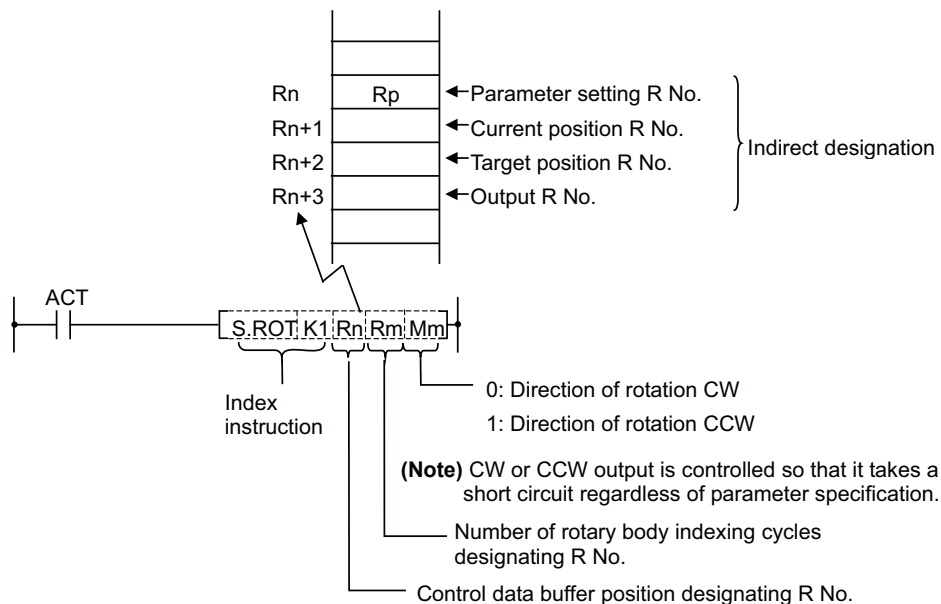 Rn Rp Parameter setting R No.
Rn+1 Current position R No.
Rn+2 Target position R No.
Rn+3 Output R No.
Indirect designation
ACT
S.ROT K1 Rn Rm Mm
Index
instruction
0: Direction of rotation CW
1: Direction of rotation CCW
(Note) CW or CCW output is controlled so that it takes a
short circuit regardless of parameter specification.
Number of rotary body indexing cycles
designating R No.
Control data buffer position designating R No.